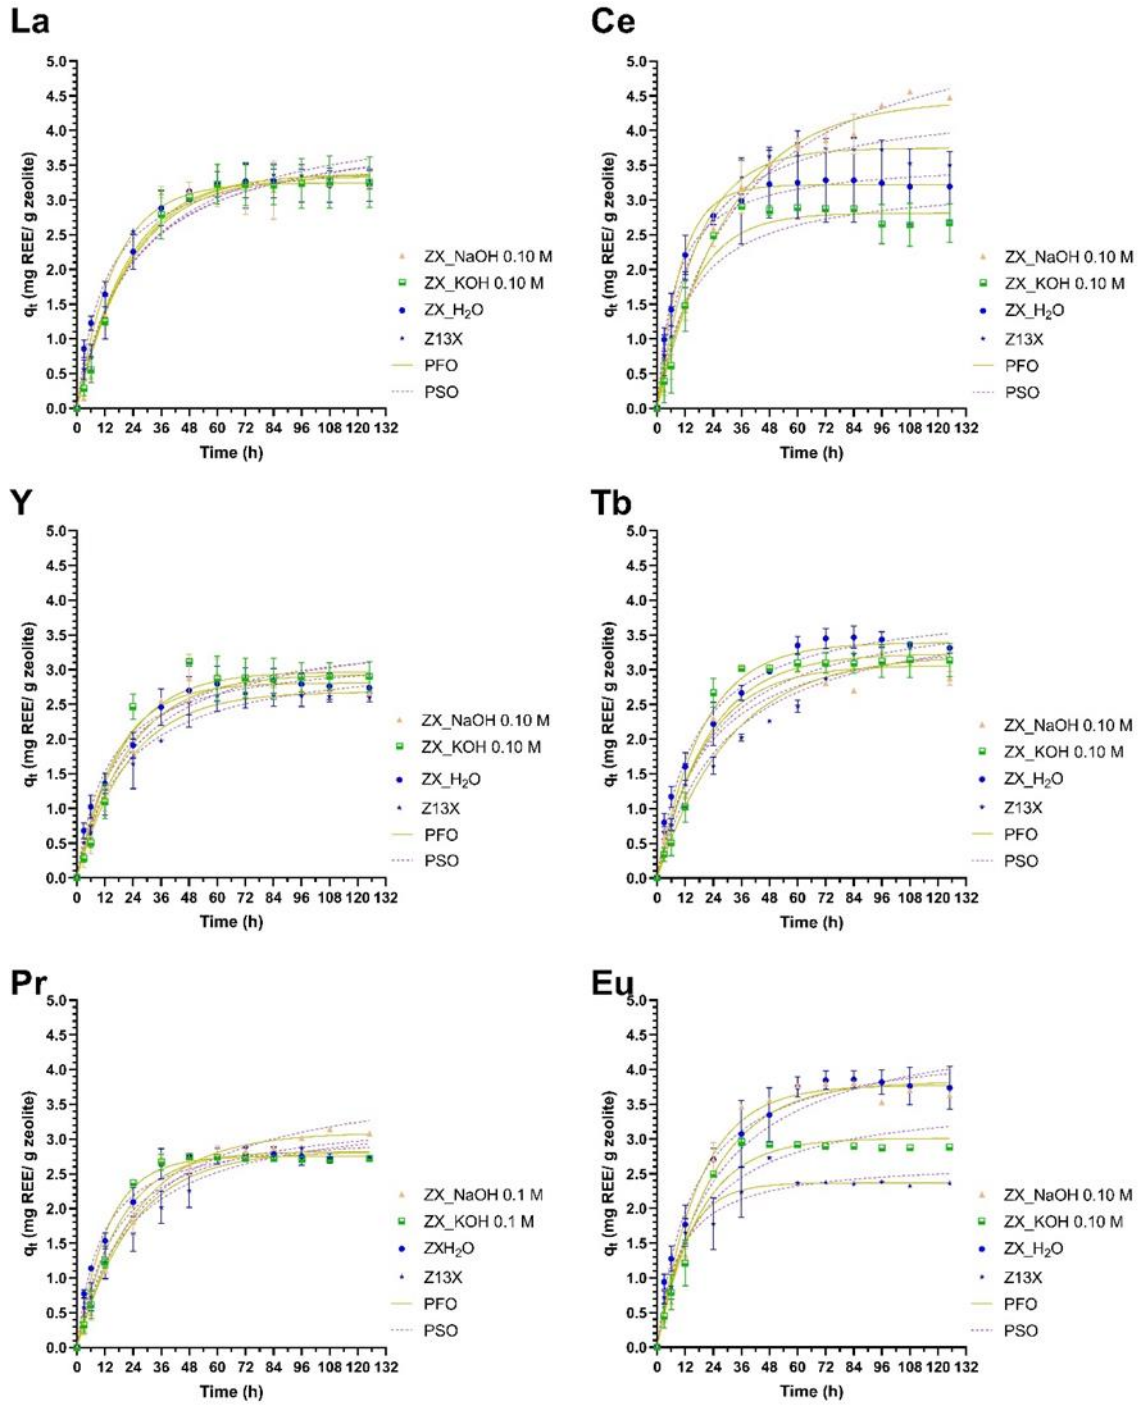 La
5.0
4.5
4.0
3.5
3.0
2.5
2.0
1.5
1.0
0.5
0.0
qt (mg REE/ g zeolite)
0 12 24 36 48 60 72 84 96 108 120 132
Time (h)
ZX_NaOH 0.10 M
ZX_KOH 0.10 M
ZX_H2O
Z13X
PFO
PSO
Ce
5.0
4.5
4.0
3.5
3.0
2.5
2.0
1.5
1.0
0.5
0.0
qt (mg REE/ g zeolite)
0 12 24 36 48 60 72 84 96 108 120 132
Time (h)
ZX_NaOH 0.10 M
ZX_KOH 0.10 M
ZX_H2O
Z13X
PFO
PSO
Y
5.0
4.5
4.0
3.5
3.0
2.5
2.0
1.5
1.0
0.5
0.0
qt (mg REE/ g zeolite)
0 12 24 36 48 60 72 84 96 108 120 132
Time (h)
ZX_NaOH 0.10 M
ZX_KOH 0.10 M
ZX_H2O
Z13X
PFO
PSO
Tb
5.0
4.5
4.0
3.5
3.0
2.5
2.0
1.5
1.0
0.5
0.0
qt (mg REE/ g zeolite)
0 12 24 36 48 60 72 84 96 108 120 132
Time (h)
ZX_NaOH 0.10 M
ZX_KOH 0.10 M
ZX_H2O
Z13X
PFO
PSO
Pr
5.0
4.5
4.0
3.5
3.0
2.5
2.0
1.5
1.0
0.5
0.0
qt (mg REE/ g zeolite)
0 12 24 36 48 60 72 84 96 108 120 132
Time (h)
ZX_NaOH 0.1 M
ZX_KOH 0.1 M
ZXH2O
Z13X
PFO
PSO
Eu
5.0
4.5
4.0
3.5
3.0
2.5
2.0
1.5
1.0
0.5
0.0
qt (mg REE/ g zeolite)
0 12 24 36 48 60 72 84 96 108 120 132
Time (h)
ZX_NaOH 0.10 M
ZX_KOH 0.10 M
ZX_H2O
Z13X
PFO
PSO